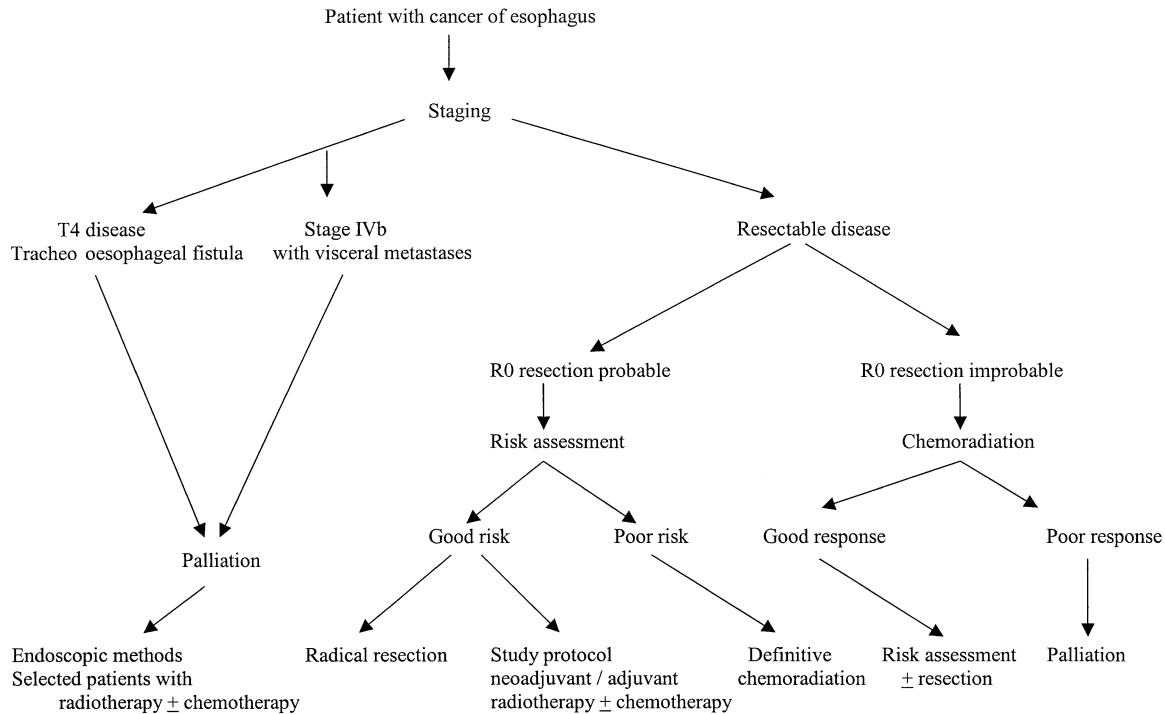 Patient with cancer of esophagus
Staging
T4 disease
Tracheo oesophageal fistula
Stage IVb
with visceral metastases
Resectable disease
R0 resection probable
R0 resection improbable
Risk assessment
Chemoradiation
Good risk
Poor risk
Good response
Poor response
Palliation
Endoscopic methods
Selected patients with
radiotherapy ± chemotherapy
Radical resection
Study protocol
neoadjuvant / adjuvant
radiotherapy ± chemotherapy
Definitive
chemoradiation
Risk assessment
± resection
Palliation